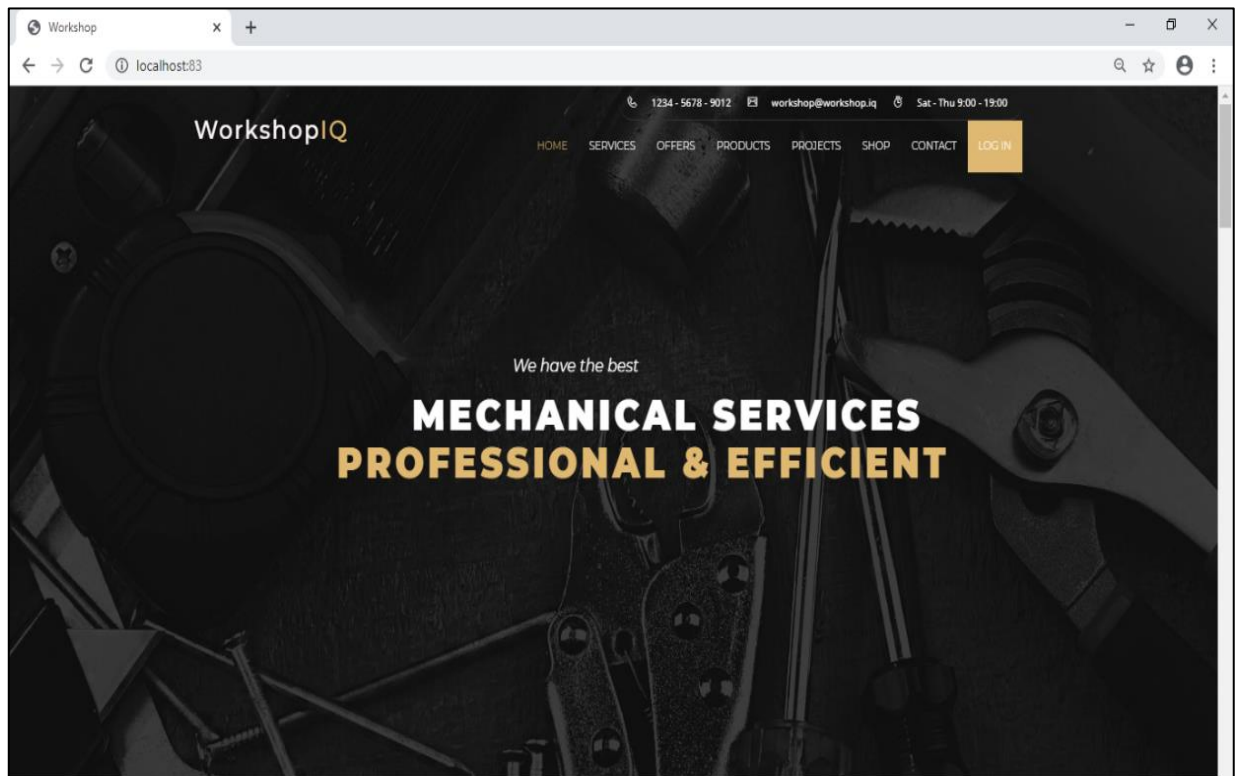 Workshop
localhost:83
1234 - 5678 - 9012 workshop@workshop.iq Sat - Thu 9:00 - 19:00
WorkshopIQ
HOME SERVICES OFFERS PRODUCTS PROJECTS SHOP CONTACT LOG IN
We have the best
MECHANICAL SERVICES
PROFESSIONAL & EFFICIENT